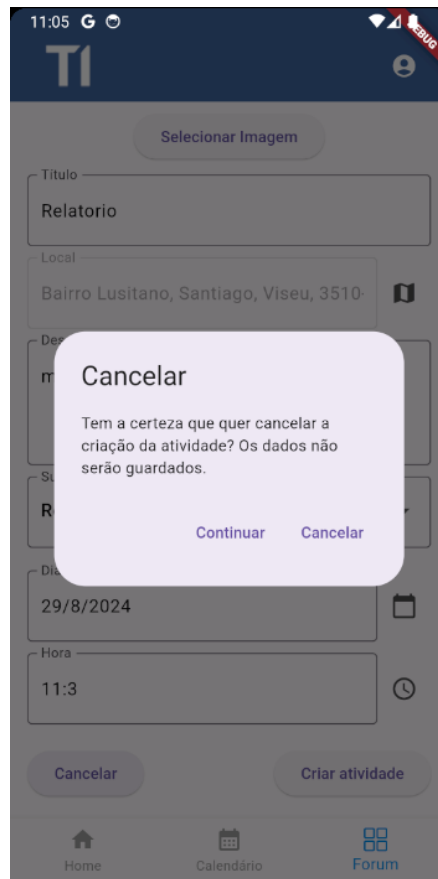 11:05 G
DEBUG
TI
Selecionar Imagem
Título
Relatorio
Local
Bairro Lusitano, Santiago, Viseu, 3510-
Des
m
Cancelar
Tem a certeza que quer cancelar a
criação da atividade? Os dados não
serão guardados.
Continuar Cancelar
Su
R
Dia
29/8/2024
Hora
11:3
Cancelar Criar atividade
Home Calendário Forum